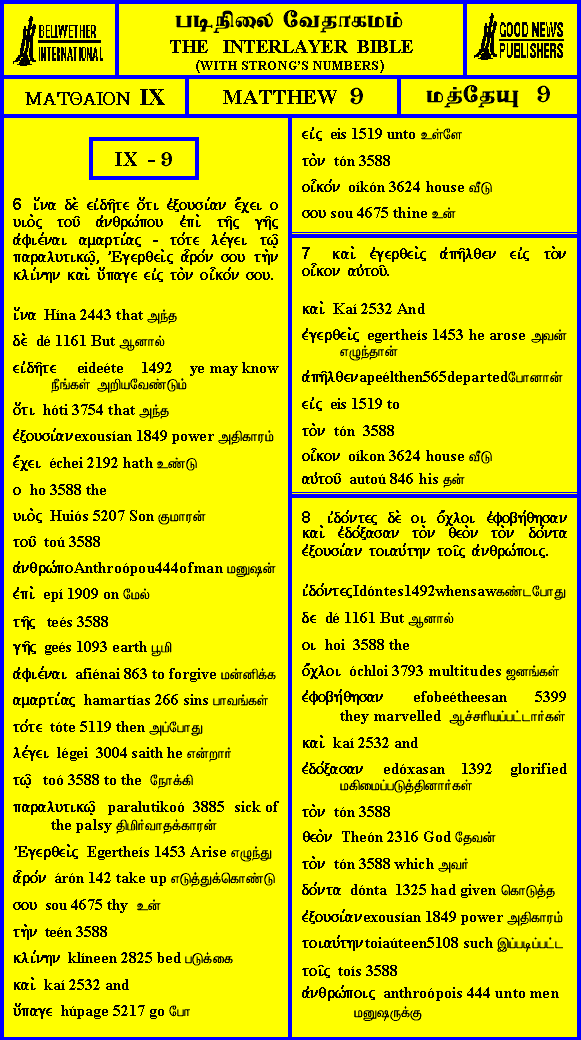 BELLWETHER
INTERNATIONAL
படிநிலை வேதாகமம்
THE INTERLAYER BIBLE
(WITH STRONG'S NUMBERS)
GOOD NEWS
PUBLISHERS
ΜΑΤΘΑΙΟΝ IX
MATTHEW 9
மத்தேயு 9
IX - 9
6 ἵνα δὲ εἰδῆτε ὅτι ἐξουσίαν ἔχει ο
υιὸς τοῦ ἀνθρώπου ἐπὶ τῆς γῆς
ἀφιέναι αμαρτίας - τότε λέγει τῷ
παραλυτικῷ, Ἐγερθεὶς ἆρόν σου τὴν
κλίνην καὶ ὕπαγε εἰς τὸν οἶκόν σου.
ἵνα Hína 2443 that அந்த
δὲ dé 1161 But ஆனால்
εἰδῆτε eideéte 1492 ye may know
நீங்கள் அறியவேண்டும்
ὅτι hóti 3754 that அந்த
ἐξουσίαν exousían 1849 power அதிகாரம்
ἔχει échei 2192 hath உண்டு
ο ho 3588 the
υιὸς Huiós 5207 Son குமாரன்
τοῦ toú 3588
ἀνθρώπο Anthroópou 444 of man மனுஷன்
ἐπὶ epí 1909 on மேல்
τῆς teés 3588
γῆς geés 1093 earth பூமி
ἀφιέναι afiénai 863 to forgive மன்னிக்க
αμαρτίας hamartías 266 sins பாவங்கள்
τότε tóte 5119 then அப்போது
λέγει légei 3004 saith he என்றார்
τῷ toó 3588 to the நோக்கி
παραλυτικῷ paralutikoó 3885 sick of
the palsy திமிர்வாதக்காரன்
Ἐγερθεὶς Egertheís 1453 Arise எழுந்து
ἆρόν árón 142 take up எடுத்துக்கொண்டு
σου sou 4675 thy உன்
τὴν teén 3588
κλίνην klíneen 2825 bed படுக்கை
καὶ kaí 2532 and
ὕπαγε húpage 5217 go போ
εἰς eis 1519 unto உள்ளே
τὸν tón 3588
οἶκόν oíkón 3624 house வீடு
σου sou 4675 thine உன்
7 καὶ ἐγερθεὶς ἀπῆλθεν εἰς τὸν
οἶκον αὐτοῦ.
καὶ Kaí 2532 And
ἐγερθεὶς egertheís 1453 he arose அவன்
எழுந்தான்
ἀπῆλθεν apeélthen 565 departed போனான்
εἰς eis 1519 to
τὸν tón 3588
οἶκον oíkon 3624 house வீடு
αὐτοῦ autoú 846 his தன்
8 ἰδόντες δὲ οι ὄχλοι ἐφοβήθησαν
καὶ ἐδόξασαν τὸν θεὸν τὸν δόντα
ἐξουσίαν τοιαύτην τοῖς ἀνθρώποις.
ἰδόντες Idóntes 1492 when saw கண்டபோது
δε dé 1161 But ஆனால்
οι hoi 3588 the
ὄχλοι óchloi 3793 multitudes ஜனங்கள்
ἐφοβήθησαν efobeétheesan 5399
they marvelled ஆச்சரியப்பட்டார்கள்
καὶ kaí 2532 and
ἐδόξασαν edóxasan 1392 glorified
மகிமைப்படுத்தினார்கள்
τὸν tón 3588
θεὸν Theón 2316 God தேவன்
τὸν tón 3588 which அவர்
δόντα dónta 1325 had given கொடுத்த
ἐξουσίαν exousían 1849 power அதிகாரம்
τοιαύτην toiaúteen 5108 such இப்படிப்பட்ட
τοῖς toís 3588
ἀνθρώποις anthroópois 444 unto men
மனுஷருக்கு